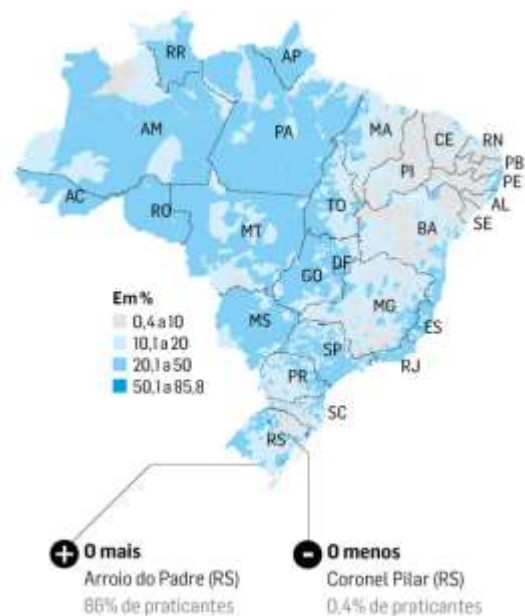 RR
AP
AM
PA
MA
CE
RN
PB
PE
AL
SE
PI
AC
RO
TO
BA
MT
DF
GO
MG
ES
MS
SP
RJ
PR
SC
RS
Em %
0,4 a 10
10,1 a 20
20,1 a 50
50,1 a 85,8
+ O mais
Arroio do Padre (RS)
86% de praticantes
- O menos
Coronel Pilar (RS)
0,4% de praticantes